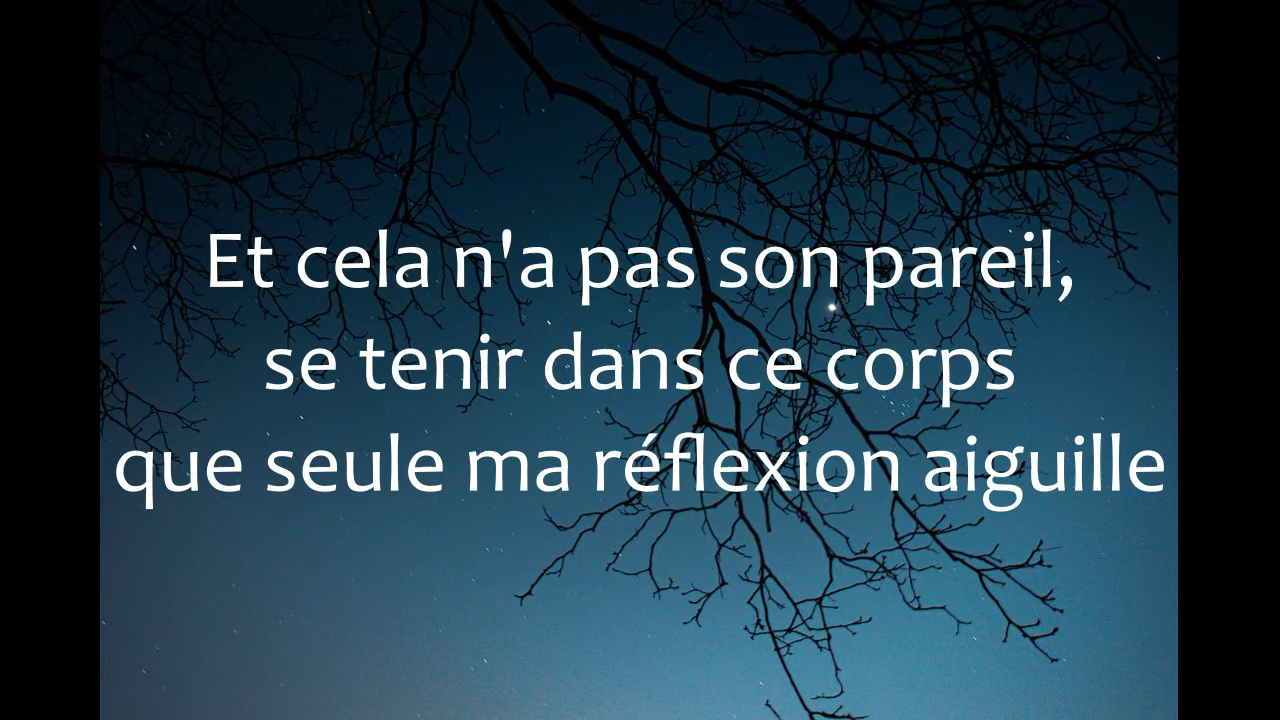 Et cela n'a pas son pareil,
se tenir dans ce corps
que seule ma réflexion aiguille